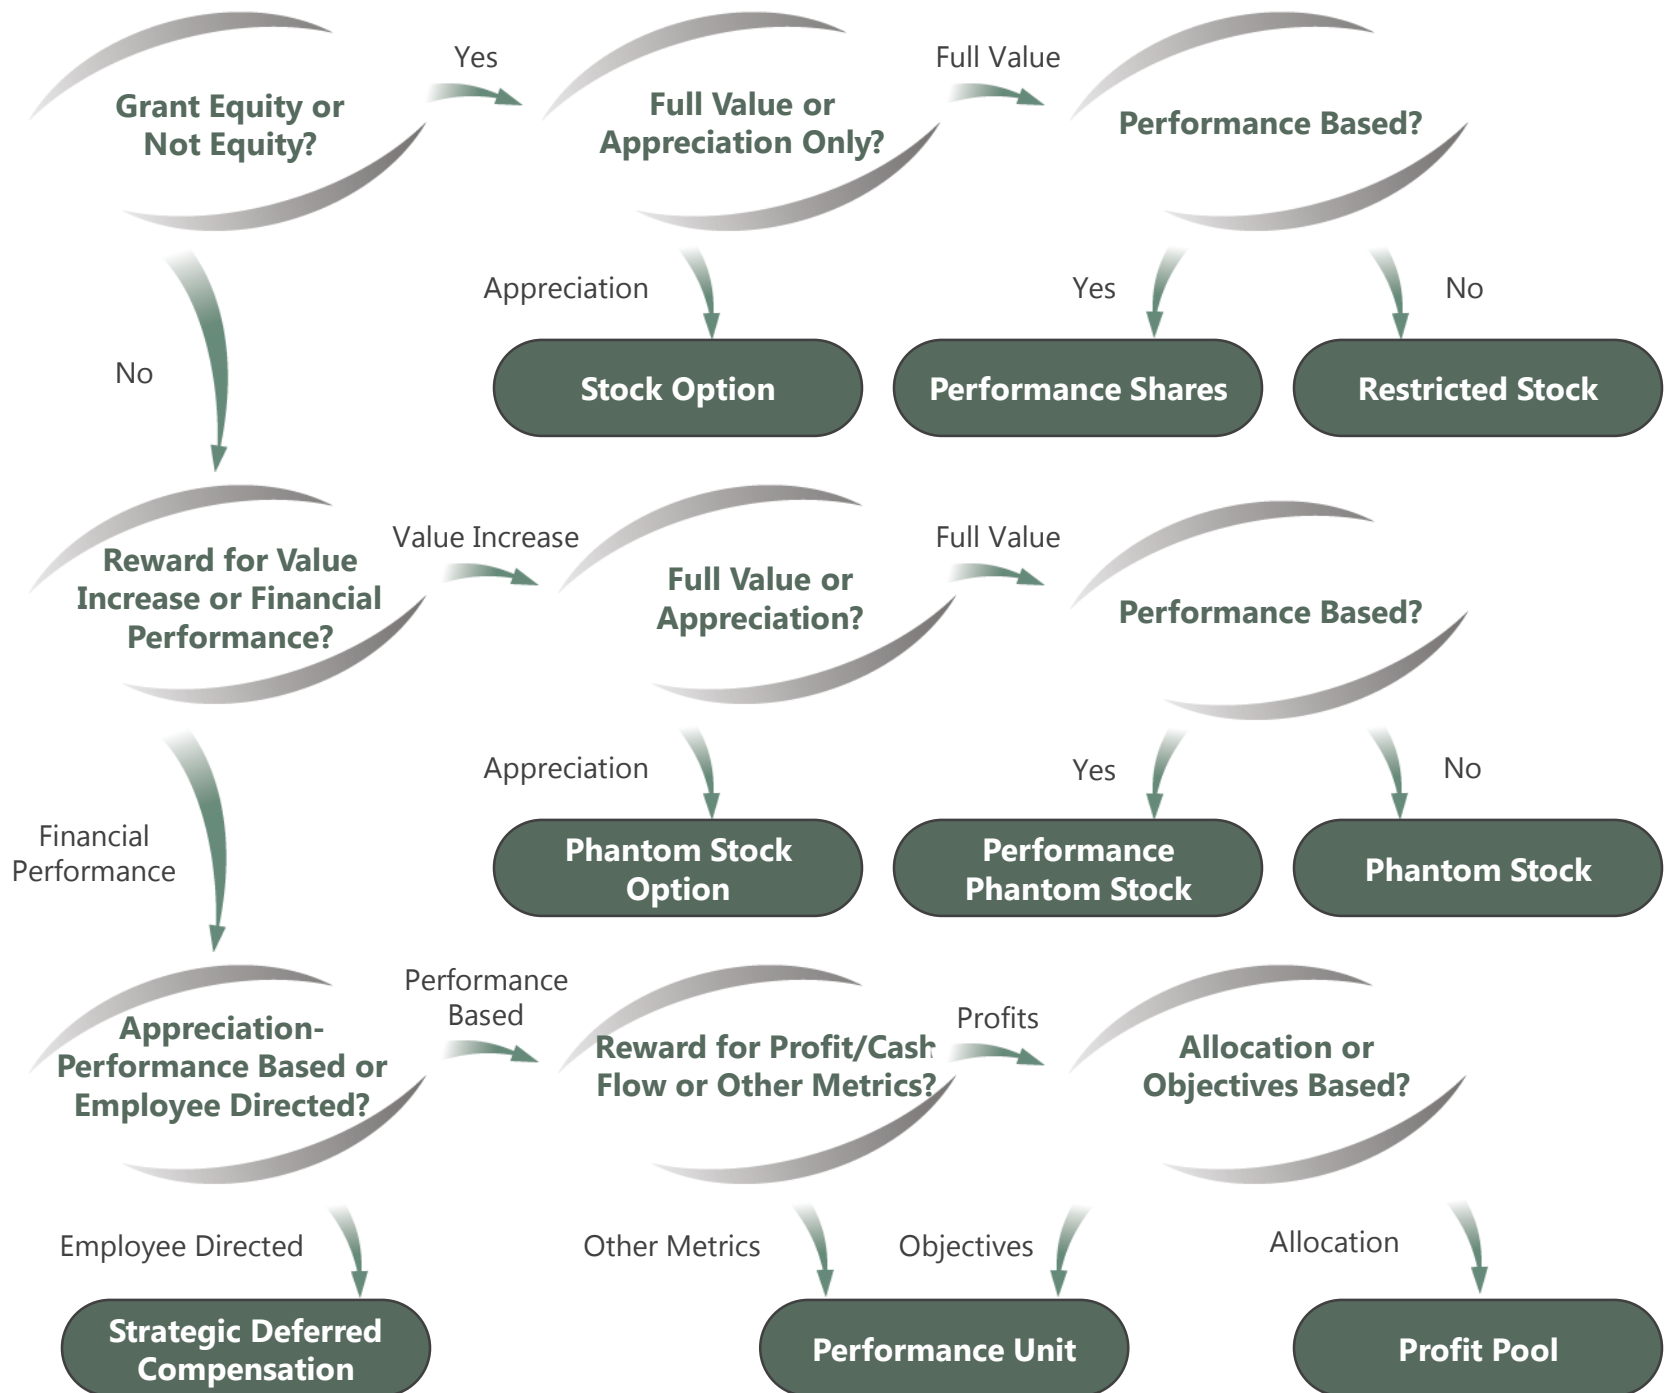 Yes
Full Value
Grant Equity or
Not Equity?
Full Value or
Appreciation Only?
Performance Based?
No
Appreciation
Yes
No
Stock Option
Performance Shares
Restricted Stock
Value Increase
Full Value
Reward for Value
Increase or Financial
Performance?
Full Value or
Appreciation?
Performance Based?
Financial
Performance
Appreciation
Yes
No
Phantom Stock
Option
Performance
Phantom Stock
Phantom Stock
Performance
Based
Profits
Appreciation-
Performance Based or
Employee Directed?
Reward for Profit/Cash
Flow or Other Metrics?
Allocation or
Objectives Based?
Employee Directed
Other Metrics
Objectives
Allocation
Strategic Deferred
Compensation
Performance Unit
Profit Pool